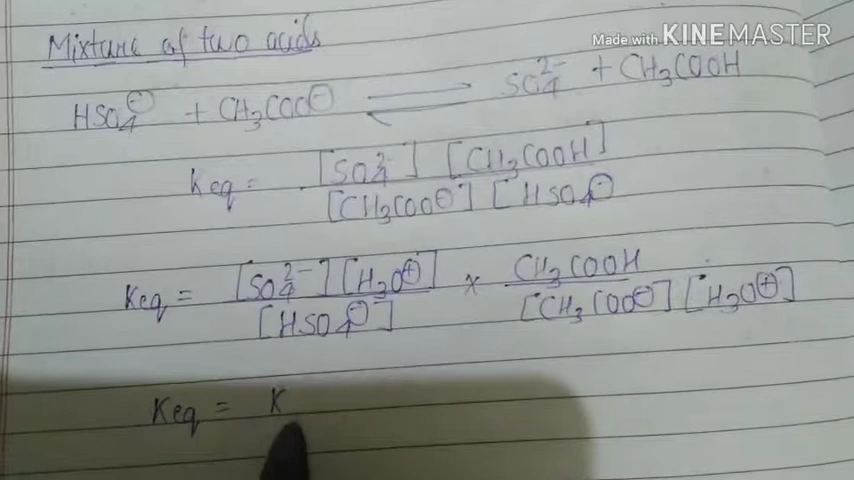 Mixture of two acids
Made with KINEMASTER
HSO₄⊖ + CH₃COO⊖ ⇌ SO₄²⁻ + CH₃COOH
Keq = [SO₄²⁻] [CH₃COOH]
[CH₃COO⊖] [HSO₄⊖
Keq = [SO₄²⁻][H₃O⊕] × CH₃COOH
[HSO₄⊖] [CH₃COO⊖][H₃O⊕]
Keq = K